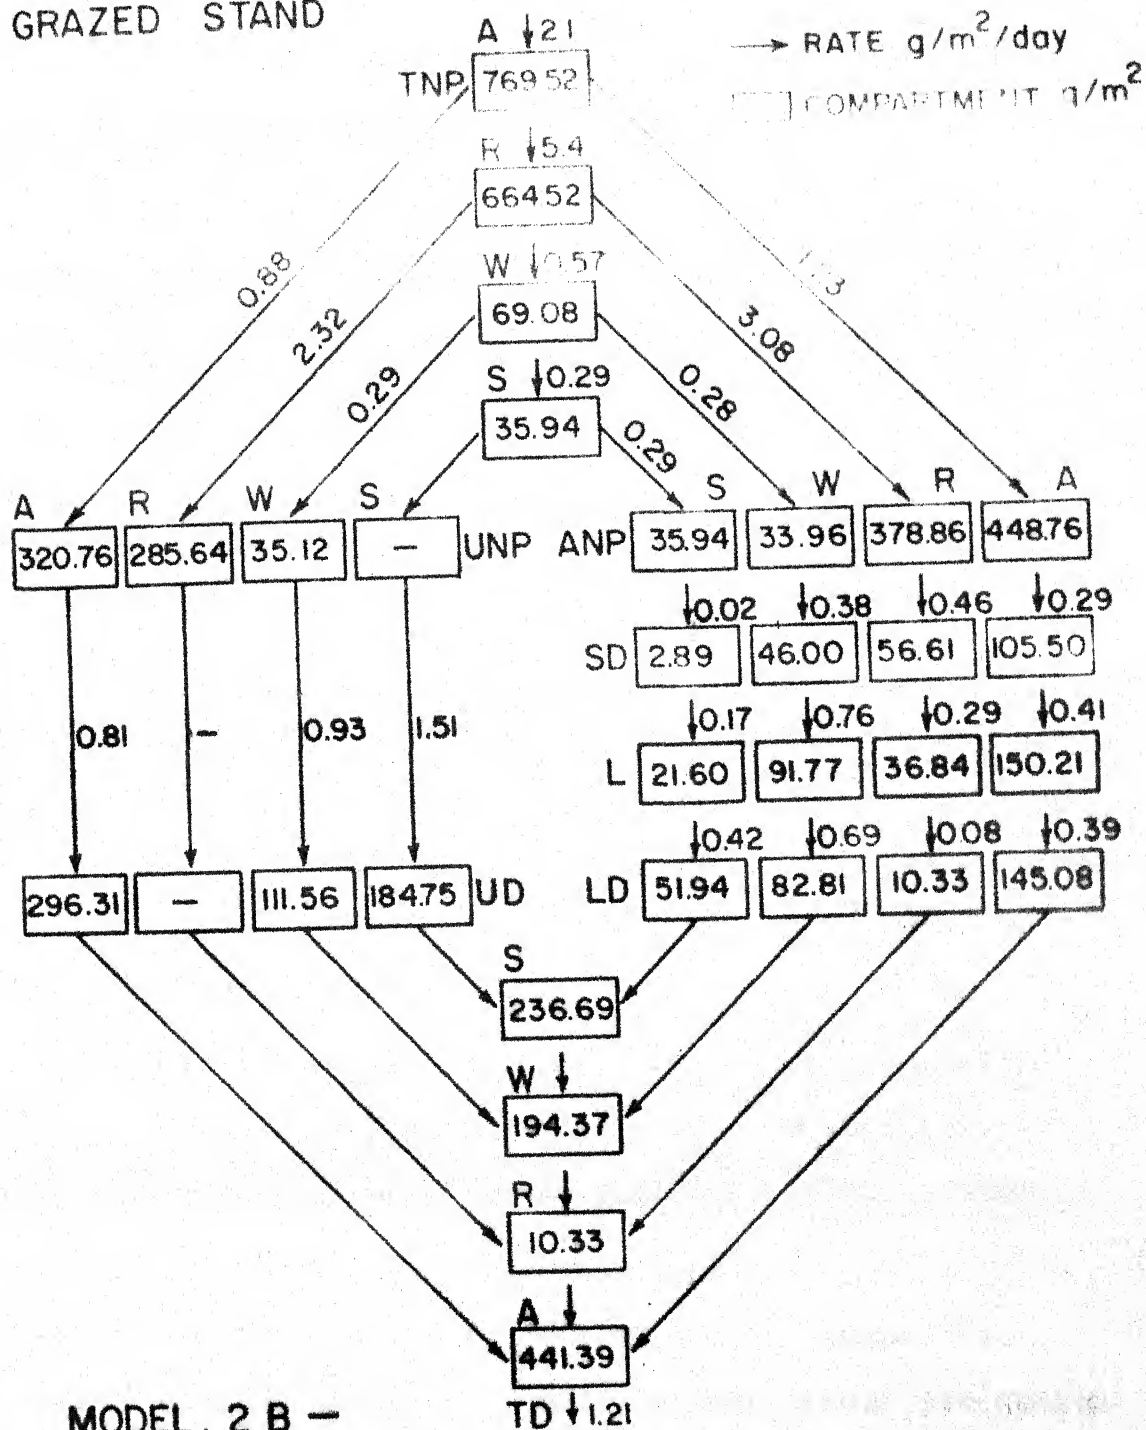 GRAZED STAND
A 21
→ RATE g/m²/day
TNP 769.52
COMPARTMENT g/m²
R 5.4
664.52
W 0.57
69.08
0.88 2.32 0.29 0.28 3.08
S 0.29
35.94
0.29
A R W S S W R A
320.76 285.64 35.12 – UNP ANP 35.94 33.96 378.86 448.76
0.02 0.38 0.46 0.29
SD 2.89 46.00 56.61 105.50
0.81 – 0.93 1.51 0.17 0.76 0.29 0.41
L 21.60 91.77 36.84 150.21
0.42 0.69 0.08 0.39
296.31 – 111.56 184.75 UD LD 51.94 82.81 10.33 145.08
S
236.69
W
194.37
R
10.33
A
441.39
MODEL. 2 B –
TD 1.21